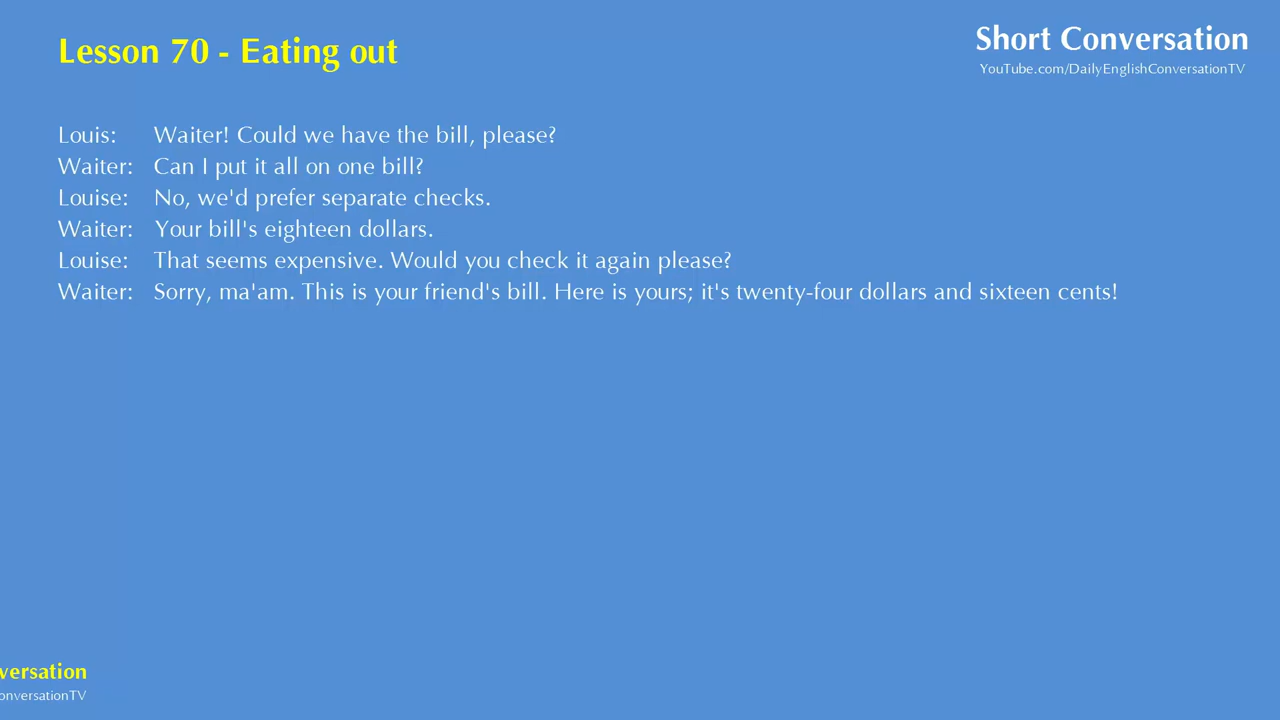 Lesson 70 - Eating out
Short Conversation
YouTube.com/DailyEnglishConversationTV
Louis: Waiter! Could we have the bill, please?
Waiter: Can I put it all on one bill?
Louise: No, we'd prefer separate checks.
Waiter: Your bill's eighteen dollars.
Louise: That seems expensive. Would you check it again please?
Waiter: Sorry, ma'am. This is your friend's bill. Here is yours; it's twenty-four dollars and sixteen cents!
versation
onversationTV